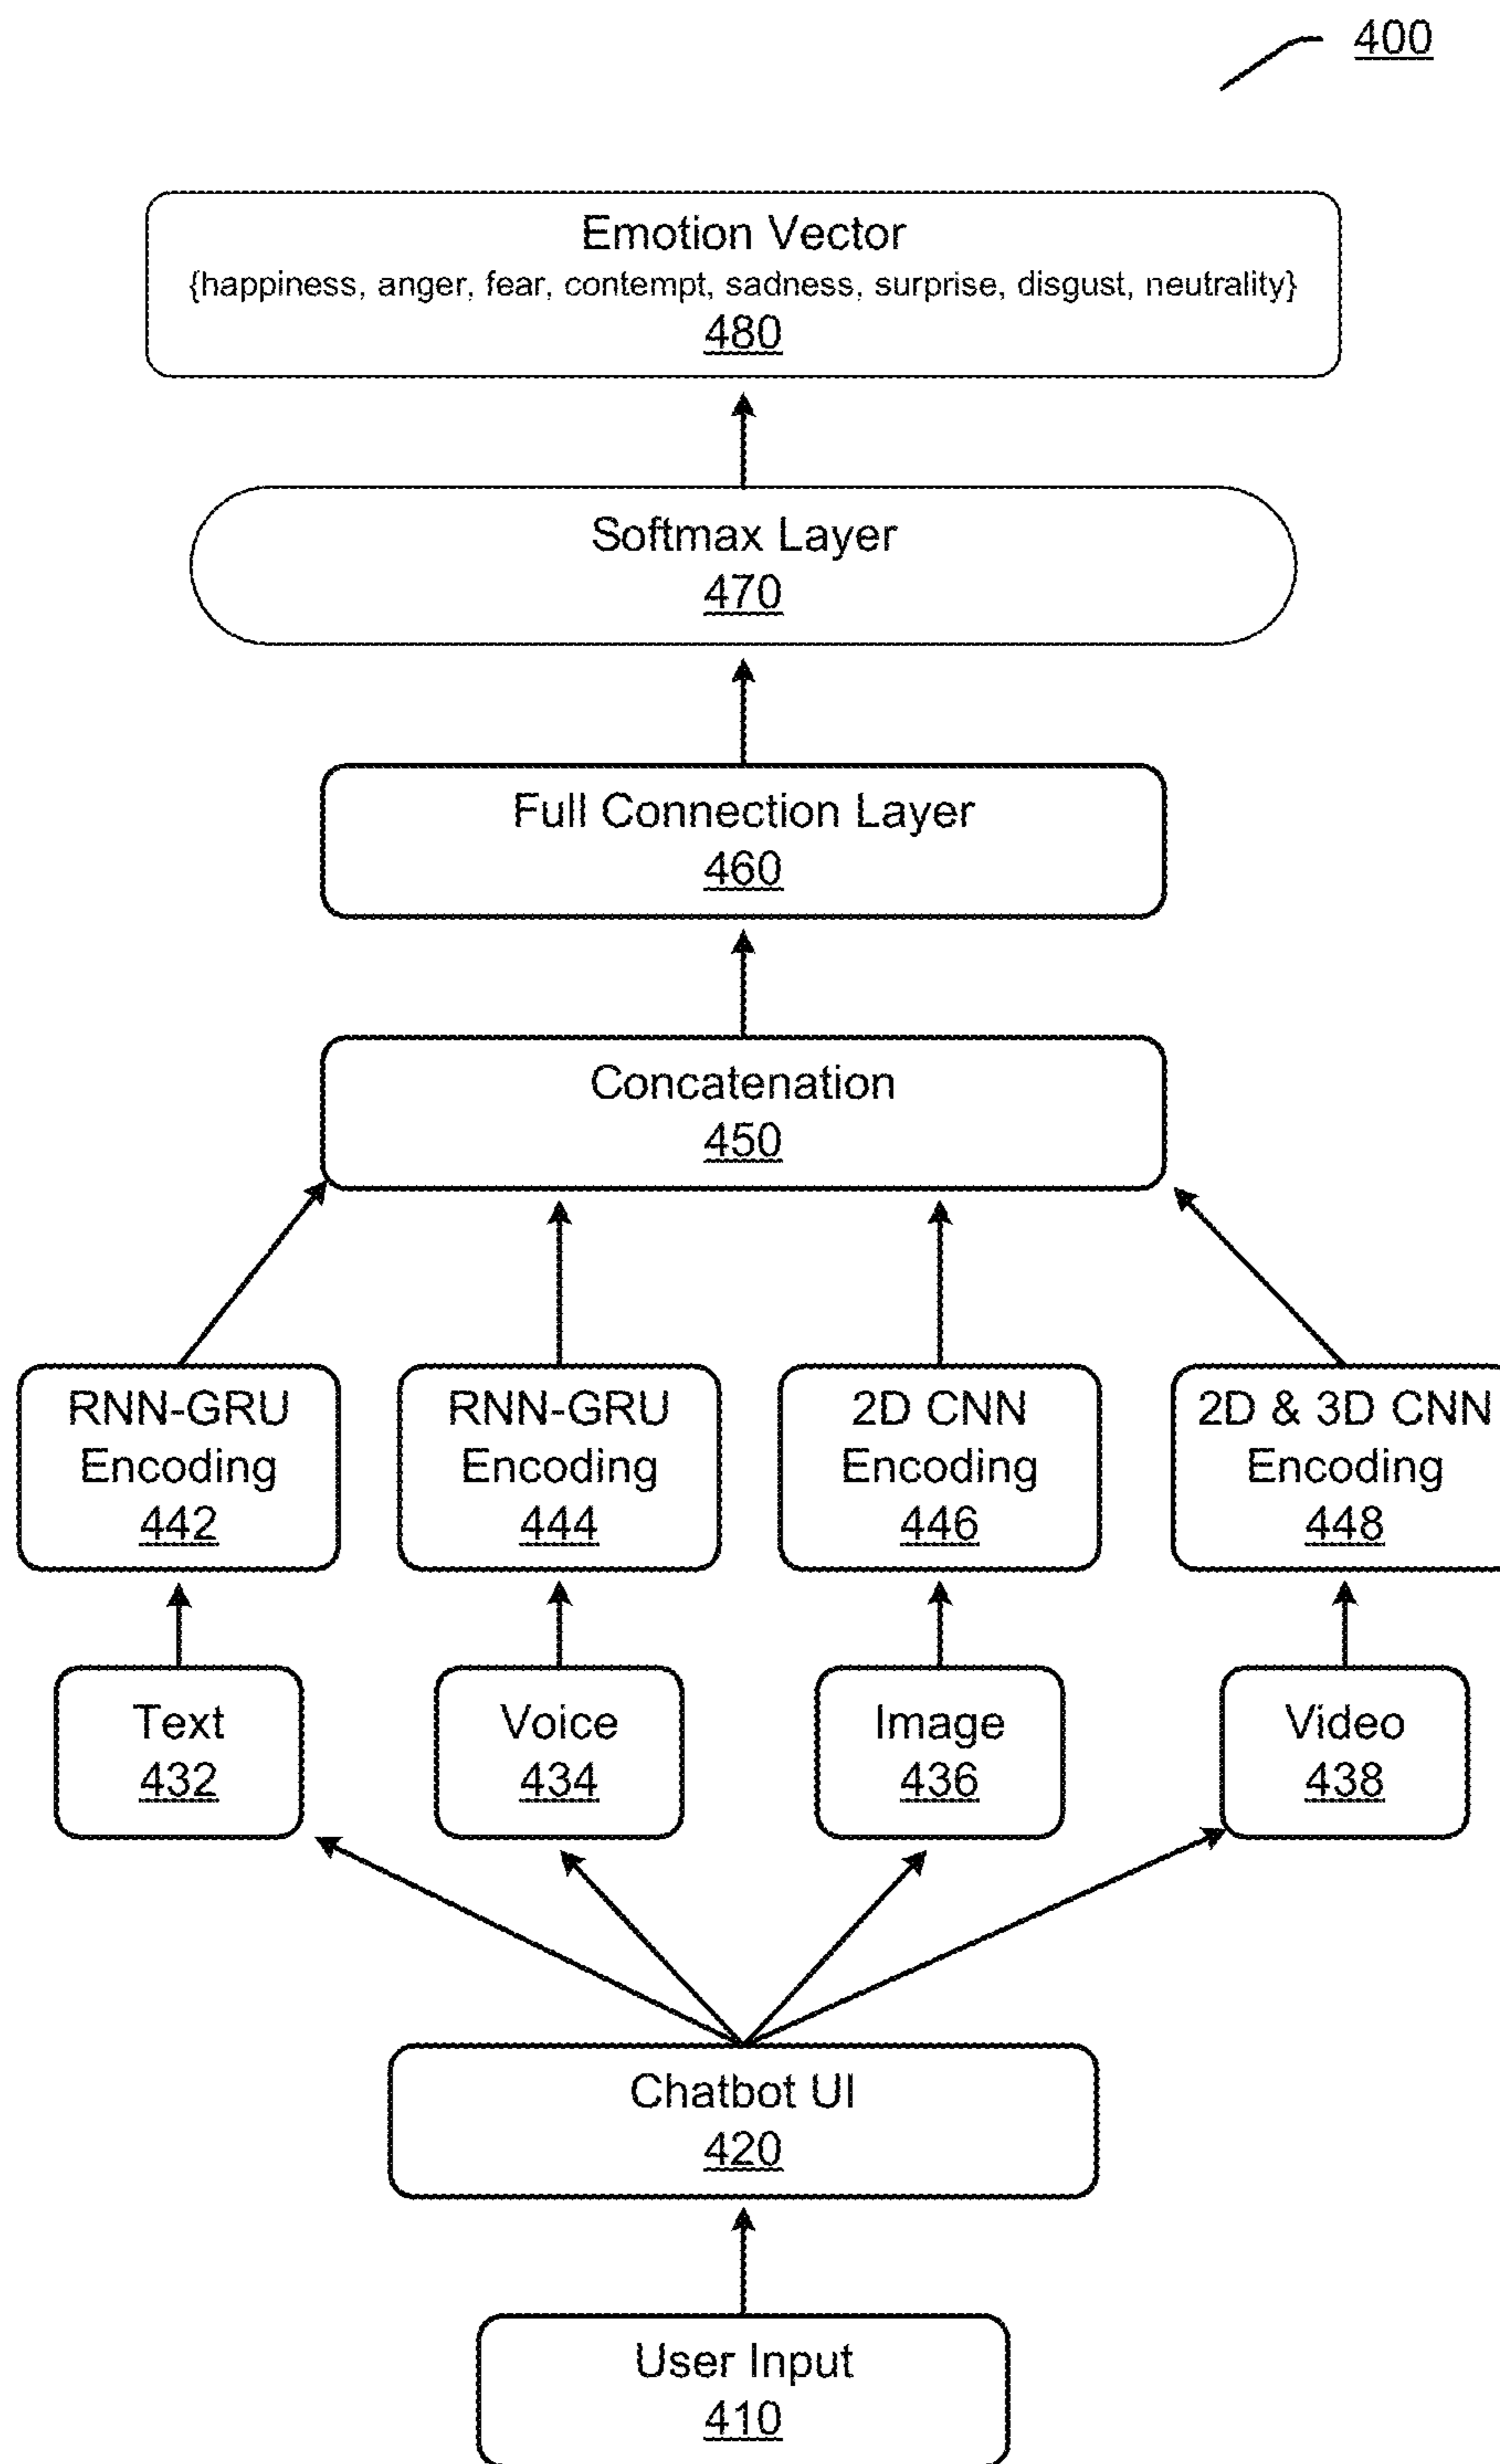 400
Emotion Vector
{happiness, anger, fear, contempt, sadness, surprise, disgust, neutrality}
480
Softmax Layer
470
Full Connection Layer
460
Concatenation
450
RNN-GRU
Encoding
442
RNN-GRU
Encoding
444
2D CNN
Encoding
446
2D & 3D CNN
Encoding
448
Text
432
Voice
434
Image
436
Video
438
Chatbot UI
420
User Input
410